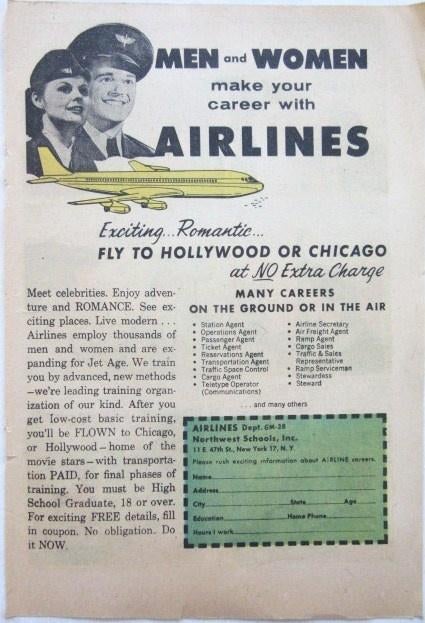 MEN and WOMEN
make your
career with
AIRLINES
Exciting...Romantic...
FLY TO HOLLYWOOD OR CHICAGO
at NO Extra Charge
Meet celebrities. Enjoy adven-
ture and ROMANCE. See ex-
citing places. Live modern . . .
Airlines employ thousands of
men and women and are ex-
panding for Jet Age. We train
you by advanced, new methods
—we're leading training organ-
ization of our kind. After you
get low-cost basic training,
you'll be FLOWN to Chicago,
or Hollywood—home of the
movie stars—with transporta-
tion PAID, for final phases of
training. You must be High
School Graduate, 18 or over.
For exciting FREE details, fill
in coupon. No obligation. Do
it NOW.
MANY CAREERS
ON THE GROUND OR IN THE AIR
• Station Agent
• Operations Agent
• Passenger Agent
• Ticket Agent
• Reservations Agent
• Transportation Agent
• Traffic Space Control
• Cargo Agent
• Teletype Operator
(Communications)
• Airline Secretary
• Air Freight Agent
• Ramp Agent
• Cargo Sales
• Traffic & Sales
Representative
• Ramp Serviceman
• Stewardess
• Steward
. . . and many others
AIRLINES Dept. GM-28
Northwest Schools, Inc.
11 E. 47th St., New York 17, N. Y.
Please rush exciting information about AIRLINE careers.
Name
Address
City State Age
Education Home Phone
Hours I work